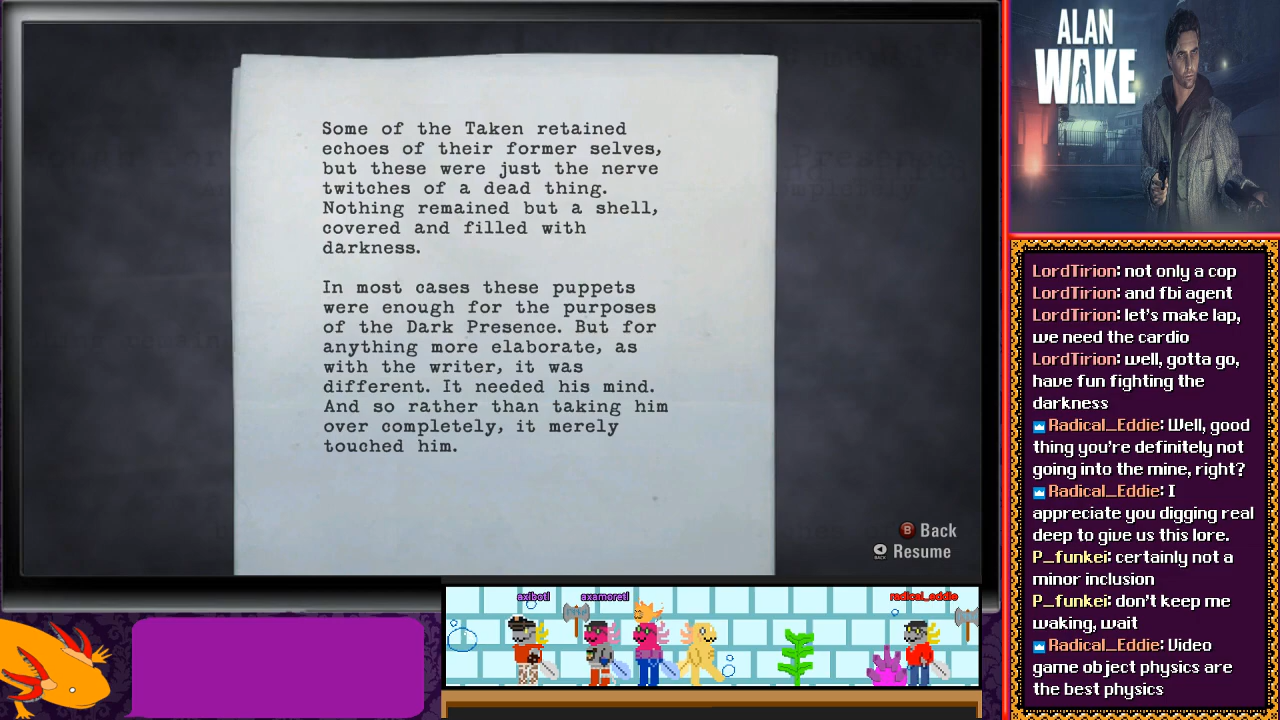 Some of the Taken retained
echoes of their former selves,
but these were just the nerve
twitches of a dead thing.
Nothing remained but a shell,
covered and filled with
darkness.
In most cases these puppets
were enough for the purposes
of the Dark Presence. But for
anything more elaborate, as
with the writer, it was
different. It needed his mind.
And so rather than taking him
over completely, it merely
touched him.
B Back
BACK Resume
ALAN
WAKE
LordTirion: not only a cop
LordTirion: and fbi agent
LordTirion: let's make lap,
we need the cardio
LordTirion: well, gotta go,
have fun fighting the
darkness
Radical_Eddie: Well, good
thing you're definitely not
going into the mine, right?
Radical_Eddie: I
appreciate you digging real
deep to give us this lore.
P_funkei: certainly not a
minor inclusion
P_funkei: don't keep me
waking, wait
Radical_Eddie: Video
game object physics are
the best physics
axibotl
axamoretl
radical_eddie